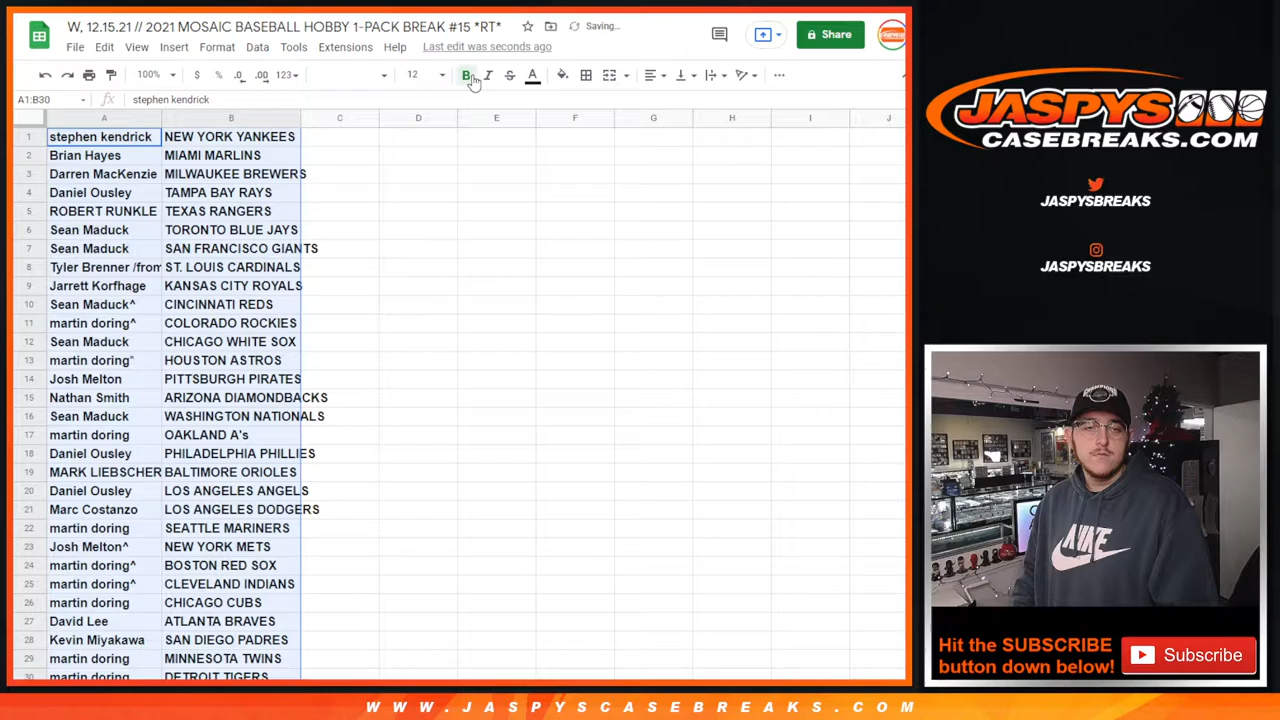 W, 12.15.21 // 2021 MOSAIC BASEBALL HOBBY 1-PACK BREAK #15 *RT*
Saving...
Share
File Edit View Insert Format Data Tools Extensions Help Last edit was seconds ago
100% $ % .0 .00 123 12 B I S A
A1:B30 fx stephen kendrick
A B C D E F G H I J
1 stephen kendrick NEW YORK YANKEES
2 Brian Hayes MIAMI MARLINS
3 Darren MacKenzie MILWAUKEE BREWERS
4 Daniel Ousley TAMPA BAY RAYS
5 ROBERT RUNKLE TEXAS RANGERS
6 Sean Maduck TORONTO BLUE JAYS
7 Sean Maduck SAN FRANCISCO GIANTS
8 Tyler Brenner /from ST. LOUIS CARDINALS
9 Jarrett Korfhage KANSAS CITY ROYALS
10 Sean Maduck^ CINCINNATI REDS
11 martin doring^ COLORADO ROCKIES
12 Sean Maduck CHICAGO WHITE SOX
13 martin doring^ HOUSTON ASTROS
14 Josh Melton PITTSBURGH PIRATES
15 Nathan Smith ARIZONA DIAMONDBACKS
16 Sean Maduck WASHINGTON NATIONALS
17 martin doring OAKLAND A's
18 Daniel Ousley PHILADELPHIA PHILLIES
19 MARK LIEBSCHER BALTIMORE ORIOLES
20 Daniel Ousley LOS ANGELES ANGELS
21 Marc Costanzo LOS ANGELES DODGERS
22 martin doring SEATTLE MARINERS
23 Josh Melton^ NEW YORK METS
24 martin doring^ BOSTON RED SOX
25 martin doring^ CLEVELAND INDIANS
26 martin doring CHICAGO CUBS
27 David Lee ATLANTA BRAVES
28 Kevin Miyakawa SAN DIEGO PADRES
29 martin doring MINNESOTA TWINS
30 martin doring DETROIT TIGERS
JASPYS
CASEBREAKS.COM
JASPYSBREAKS
JASPYSBREAKS
CHAMPIONS
NIKE
Hit the SUBSCRIBE
button down below!
Subscribe
WWW.JASPYSCASEBREAKS.COM